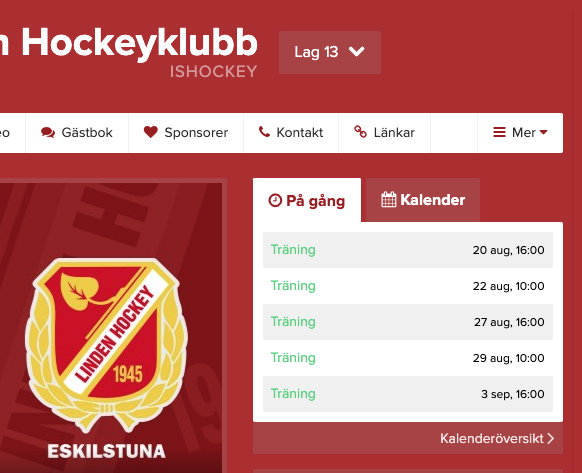 n Hockeyklubb
ISHOCKEY
Lag 13
eo
Gästbok
Sponsorer
Kontakt
Länkar
Mer
På gång
Kalender
Träning 20 aug, 16:00
Träning 22 aug, 10:00
Träning 27 aug, 16:00
Träning 29 aug, 10:00
Träning 3 sep, 16:00
Kalenderöversikt
LINDEN HOCKEY
1945
ESKILSTUNA